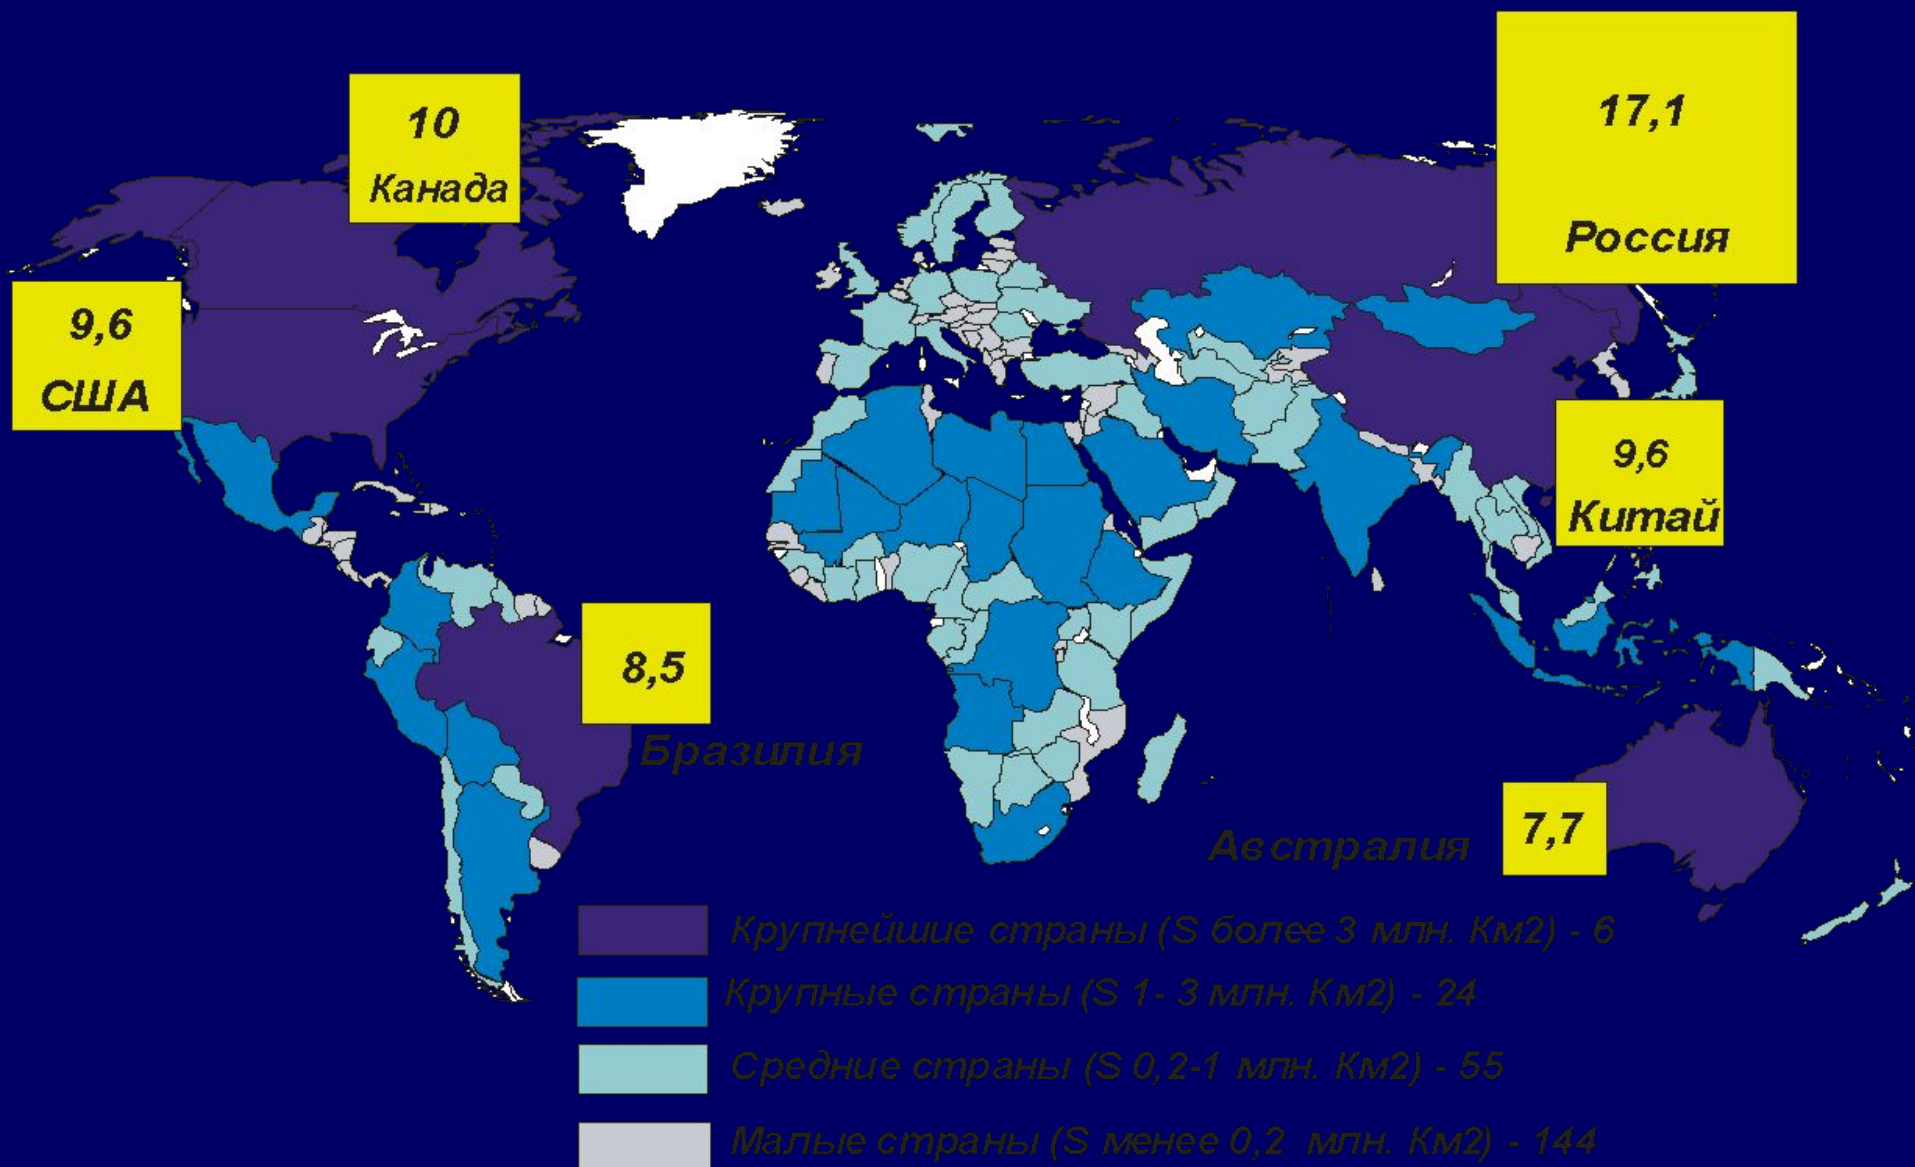 10
Канада
17,1
Россия
9,6
США
9,6
Китай
8,5
Бразилия
Австралия
7,7
Крупнейшие страны (S более 3 млн. Км2) - 6
Крупные страны (S 1- 3 млн. Км2) - 24
Средние страны (S 0,2-1 млн. Км2) - 55
Малые страны (S менее 0,2 млн. Км2) - 144